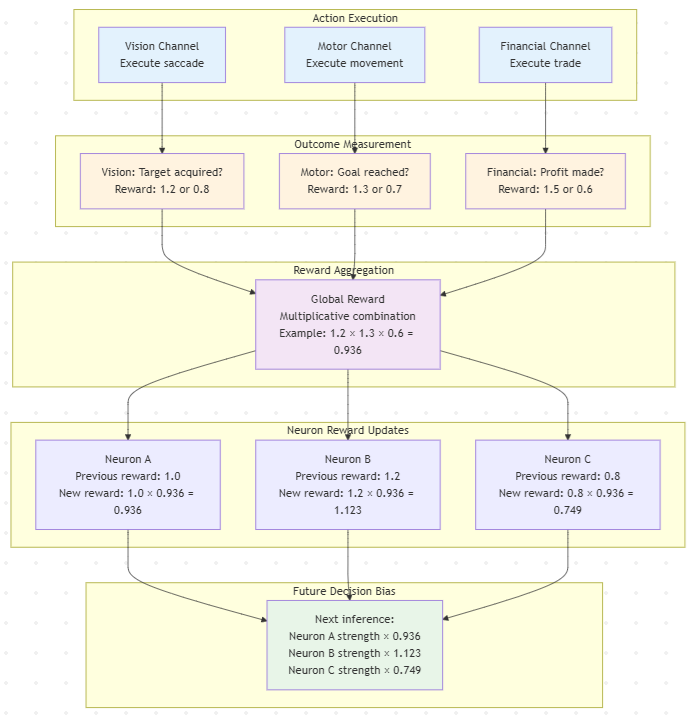 Action Execution
Vision Channel
Execute saccade
Motor Channel
Execute movement
Financial Channel
Execute trade
Outcome Measurement
Vision: Target acquired?
Reward: 1.2 or 0.8
Motor: Goal reached?
Reward: 1.3 or 0.7
Financial: Profit made?
Reward: 1.5 or 0.6
Reward Aggregation
Global Reward
Multiplicative combination
Example: 1.2 × 1.3 × 0.6 =
0.936
Neuron Reward Updates
Neuron A
Previous reward: 1.0
New reward: 1.0 × 0.936 =
0.936
Neuron B
Previous reward: 1.2
New reward: 1.2 × 0.936 =
1.123
Neuron C
Previous reward: 0.8
New reward: 0.8 × 0.936 =
0.749
Future Decision Bias
Next inference:
Neuron A strength × 0.936
Neuron B strength × 1.123
Neuron C strength × 0.749